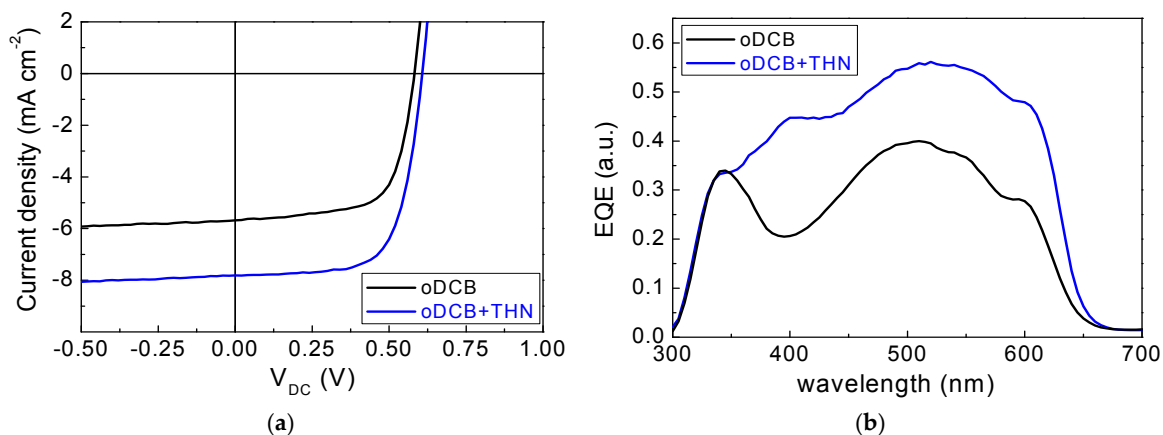 2
0
-2
-4
-6
-8
Current density (mA cm-2)
oDCB
oDCB+THN
-0.50 -0.25 0.00 0.25 0.50 0.75 1.00
VDC (V)
(a)
0.6
0.5
0.4
0.3
0.2
0.1
0.0
EQE (a.u.)
oDCB
oDCB+THN
300 400 500 600 700
wavelength (nm)
(b)